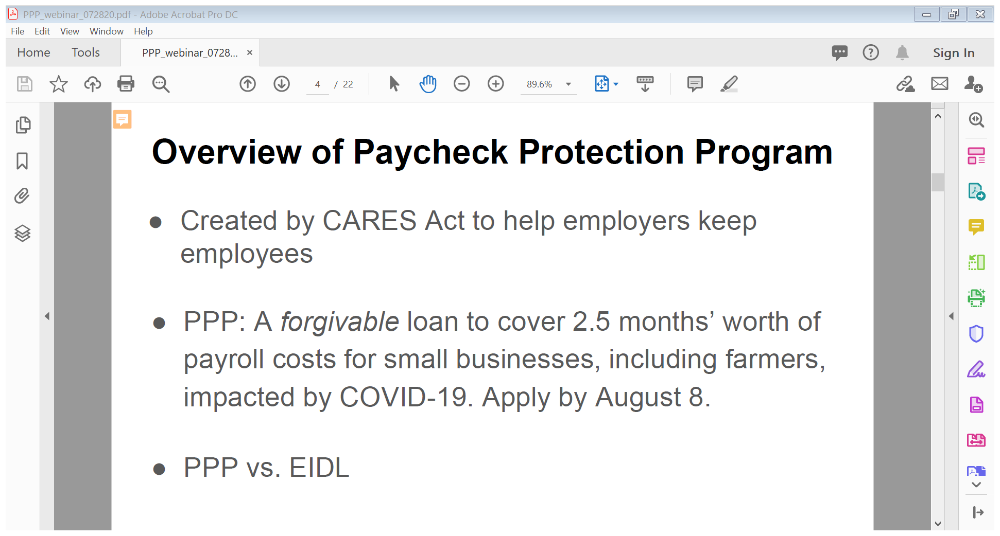 PPP_webinar_072820.pdf - Adobe Acrobat Pro DC
File Edit View Window Help
Home Tools PPP_webinar_0728... × Sign In
4 / 22 89.6%
Overview of Paycheck Protection Program
● Created by CARES Act to help employers keep
employees
● PPP: A forgivable loan to cover 2.5 months’ worth of
payroll costs for small businesses, including farmers,
impacted by COVID-19. Apply by August 8.
● PPP vs. EIDL